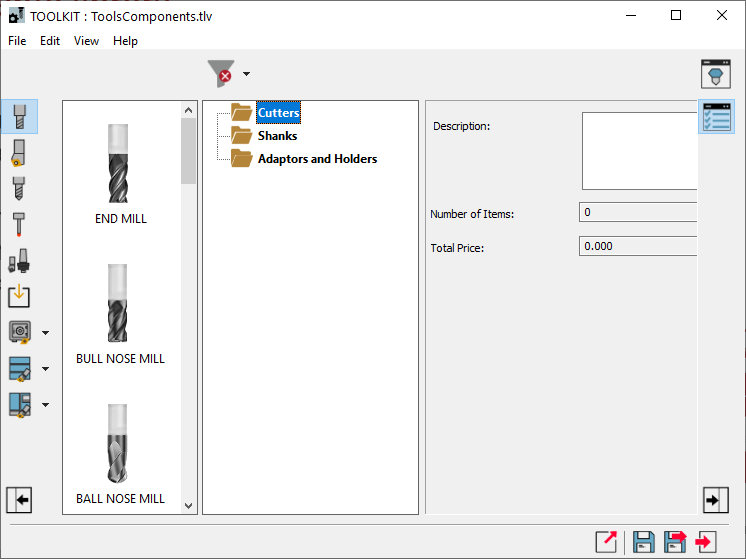 TOOLKIT : ToolsComponents.tlv
File Edit View Help
END MILL
BULL NOSE MILL
BALL NOSE MILL
Cutters
Shanks
Adaptors and Holders
Description:
Number of Items: 0
Total Price: 0.000